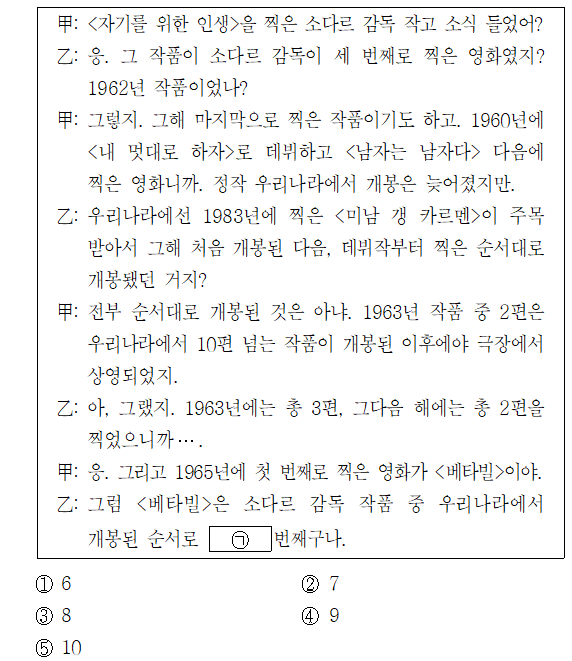 甲: <자기를 위한 인생>을 찍은 소다르 감독 작고 소식 들었어?
乙: 응. 그 작품이 소다르 감독이 세 번째로 찍은 영화였지?
1962년 작품이었나?
甲: 그렇지. 그해 마지막으로 찍은 작품이기도 하고. 1960년에
<내 멋대로 하자>로 데뷔하고 <남자는 남자다> 다음에
찍은 영화니까. 정작 우리나라에서 개봉은 늦어졌지만.
乙: 우리나라에선 1983년에 찍은 <미남 갱 카르멘>이 주목
받아서 그해 처음 개봉된 다음, 데뷔작부터 찍은 순서대로
개봉됐던 거지?
甲: 전부 순서대로 개봉된 것은 아냐. 1963년 작품 중 2편은
우리나라에서 10편 넘는 작품이 개봉된 이후에야 극장에서
상영되었지.
乙: 아, 그랬지. 1963년에는 총 3편, 그다음 해에는 총 2편을
찍었으니까….
甲: 응. 그리고 1965년에 첫 번째로 찍은 영화가 <베타빌>이야.
乙: 그럼 <베타빌>은 소다르 감독 작품 중 우리나라에서
개봉된 순서로 ㉠ 번째구나.
① 6 ② 7
③ 8 ④ 9
⑤ 10